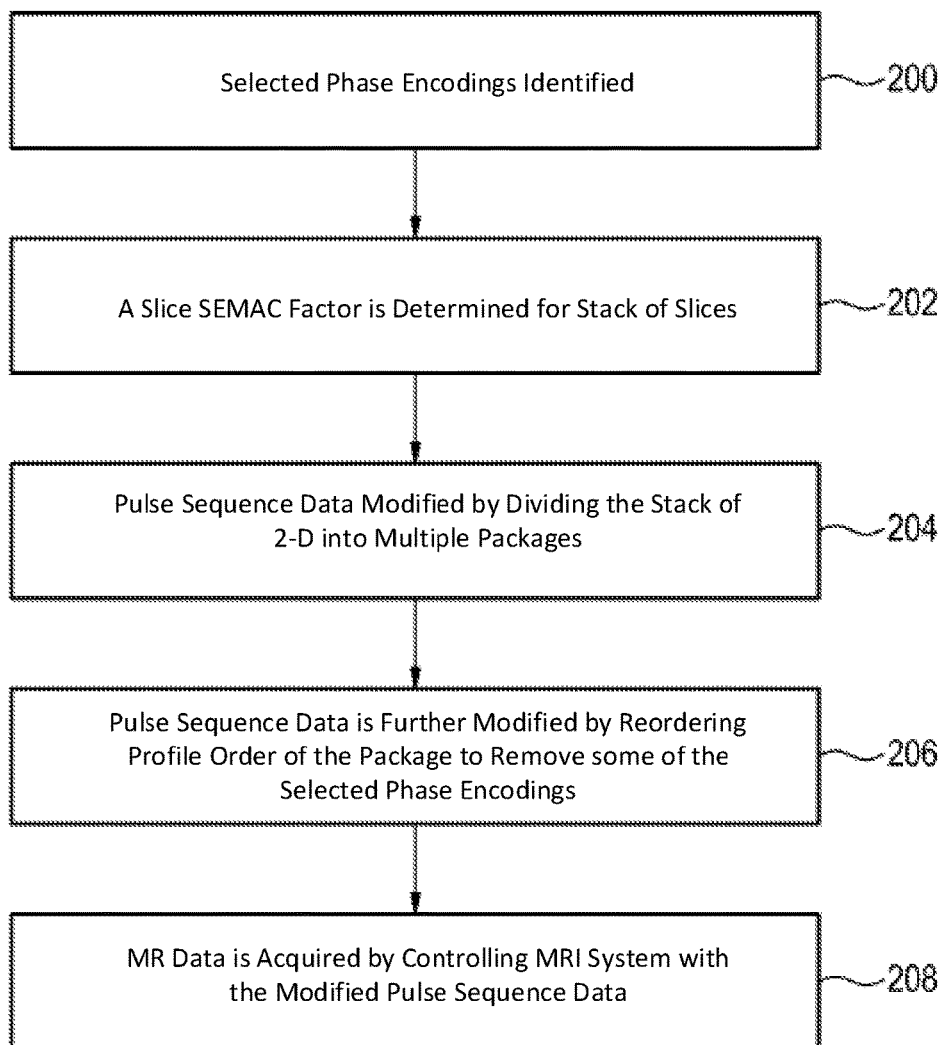 Selected Phase Encodings Identified
200
A Slice SEMAC Factor is Determined for Stack of Slices
202
Pulse Sequence Data Modified by Dividing the Stack of
2-D into Multiple Packages
204
Pulse Sequence Data is Further Modified by Reordering
Profile Order of the Package to Remove some of the
Selected Phase Encodings
206
MR Data is Acquired by Controlling MRI System with
the Modified Pulse Sequence Data
208